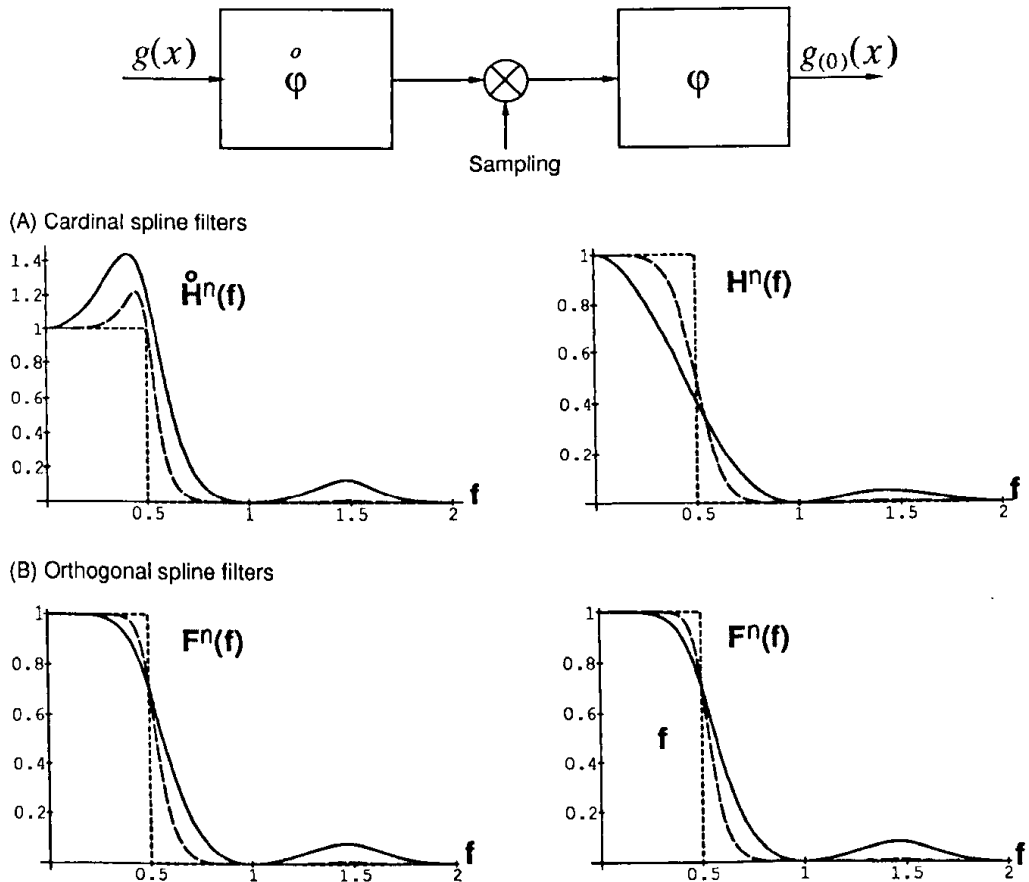 g(x)
φ̊
φ
g(0)(x)
Sampling
(A) Cardinal spline filters
1.4
1.2
1
0.8
0.6
0.4
0.2
H̊n(f)
0.5
1
1.5
2
f
1
0.8
0.6
0.4
0.2
Hn(f)
0.5
1
1.5
2
f
(B) Orthogonal spline filters
1
0.8
0.6
0.4
0.2
Fn(f)
0.5
1
1.5
2
f
1
0.8
0.6
0.4
0.2
Fn(f)
f
0.5
1
1.5
2
f